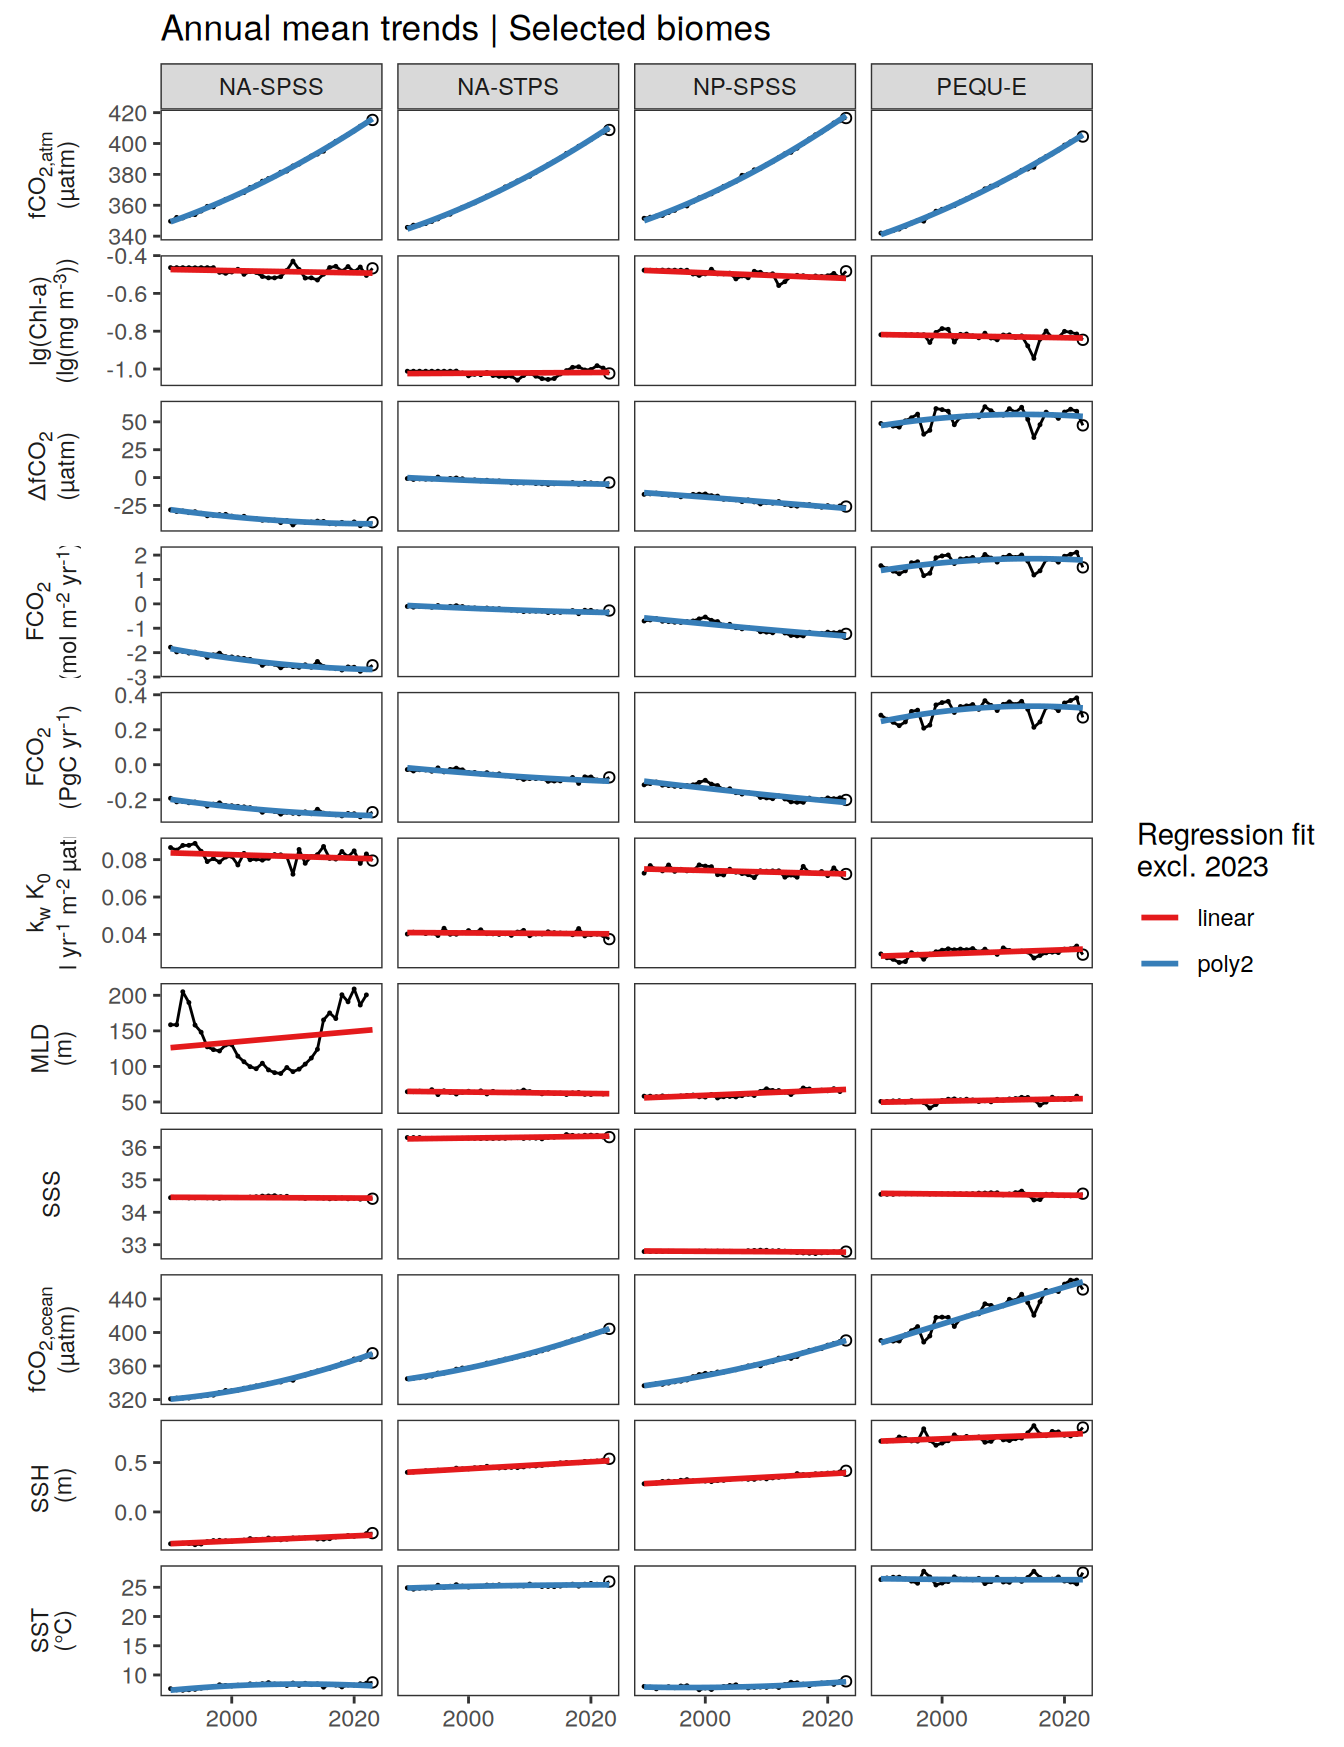 Annual mean trends | Selected biomes
NA-SPSS NA-STPS NP-SPSS PEQU-E
fCO2,atm
(µatm)
420
400
380
360
340
lg(Chl-a)
(lg(mg m-3))
-0.4
-0.6
-0.8
-1.0
ΔfCO2
(µatm)
50
25
0
-25
FCO2
(mol m-2 yr-1)
2
1
0
-1
-2
-3
FCO2
(PgC yr-1)
0.4
0.2
0.0
-0.2
kw K0
l yr-1 m-2 µat
0.08
0.06
0.04
MLD
(m)
200
150
100
50
SSS
36
35
34
33
fCO2,ocean
(µatm)
440
400
360
320
SSH
(m)
0.5
0.0
SST
(°C)
25
20
15
10
2000 2020 2000 2020 2000 2020 2000 2020
Regression fit
excl. 2023
linear
poly2